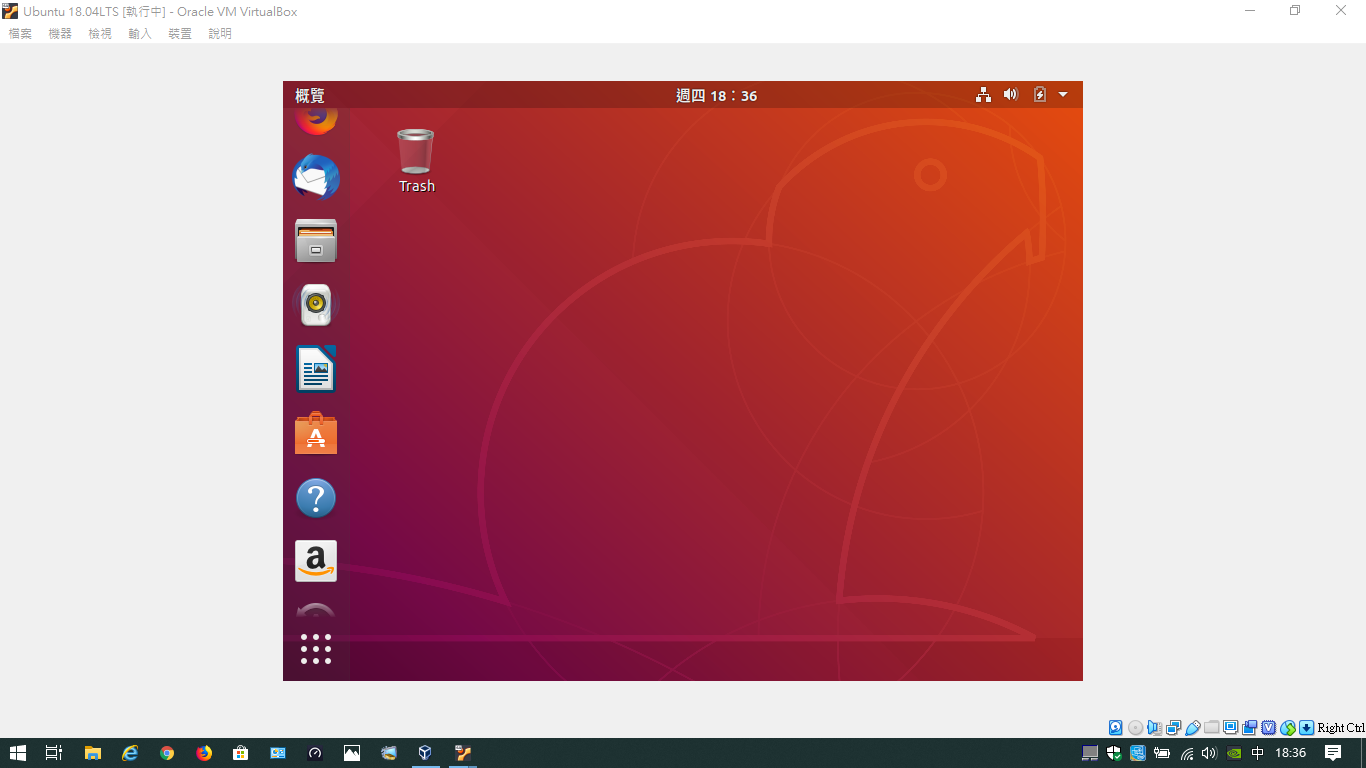 Ubuntu 18.04LTS [執行中] - Oracle VM VirtualBox
檔案 機器 檢視 輸入 裝置 說明
概覽 週四 18：36
Trash
Right Ctrl
中 18:36